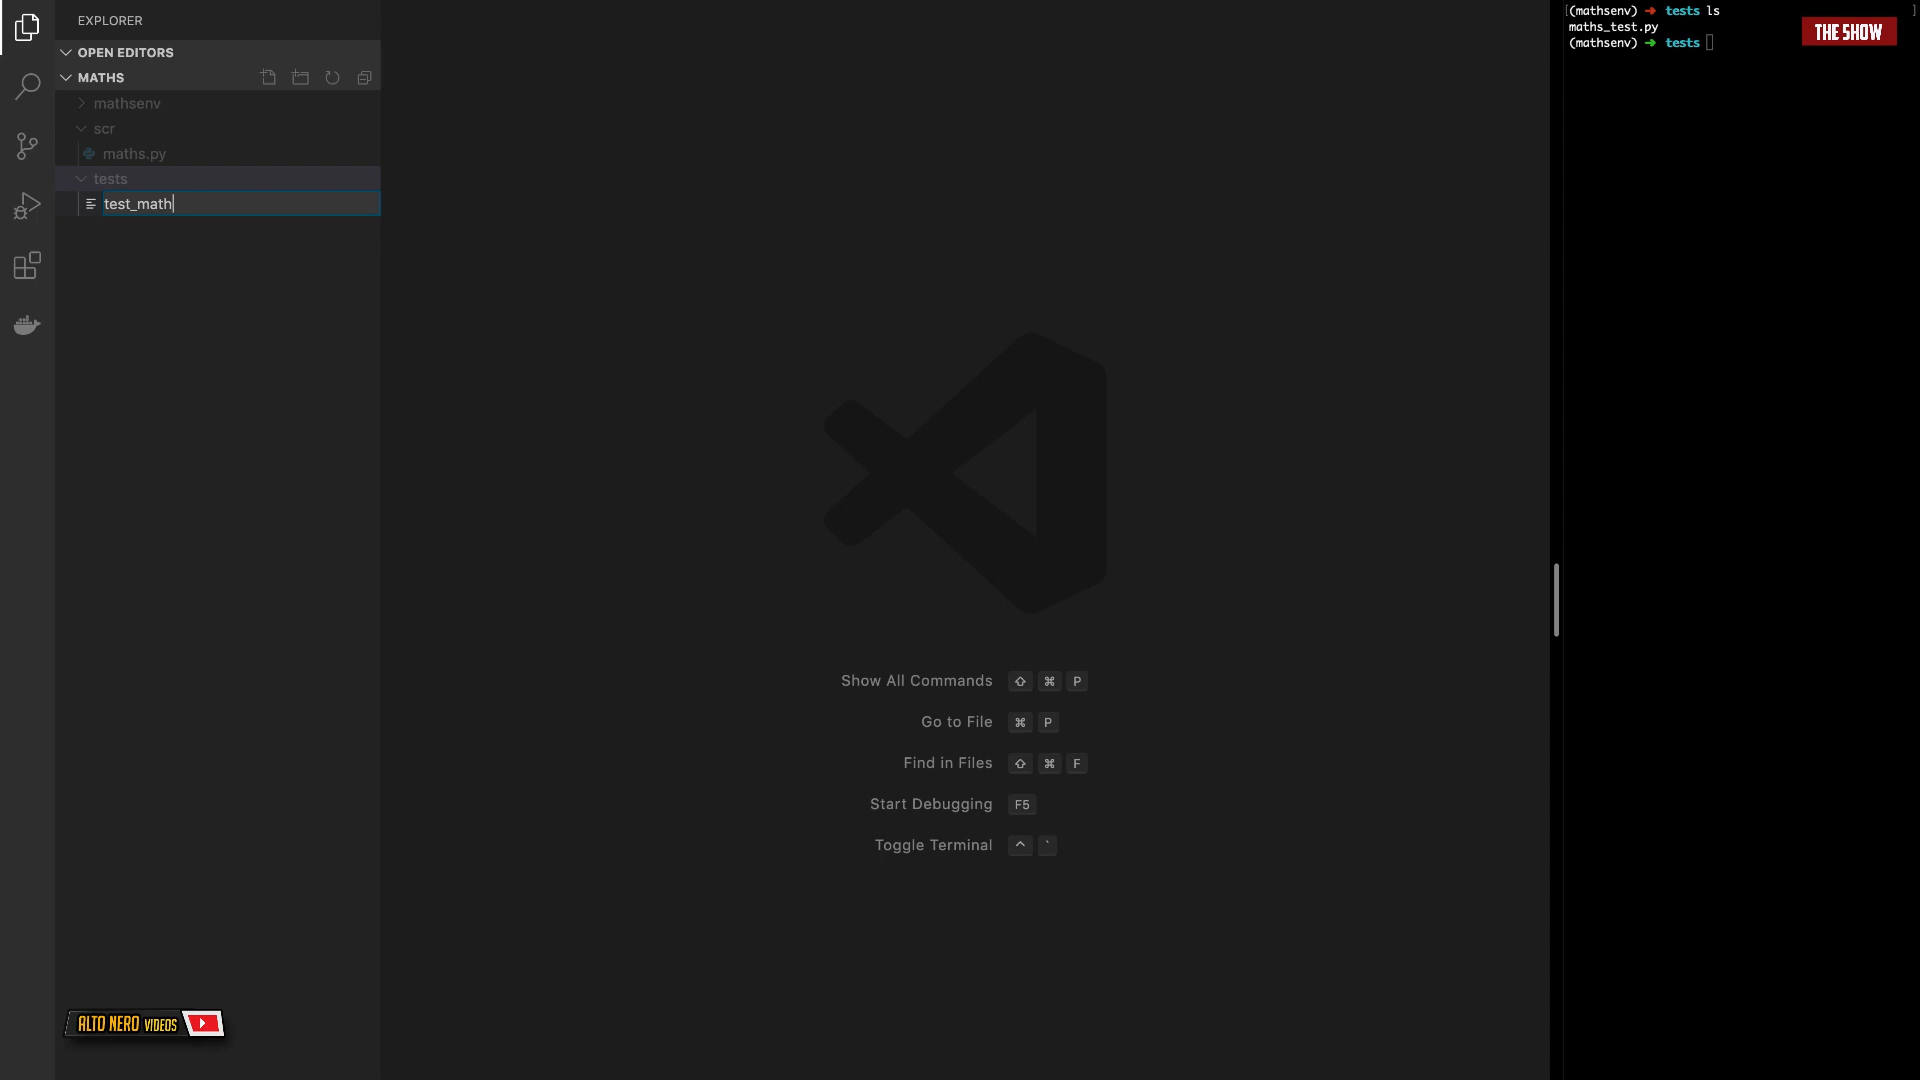 EXPLORER
OPEN EDITORS
MATHS
mathsenv
scr
maths.py
tests
test_math
Show All Commands ⇧ ⌘ P
Go to File ⌘ P
Find in Files ⇧ ⌘ F
Start Debugging F5
Toggle Terminal ^ `
[(mathsenv) ➜ tests ls ]
maths_test.py
(mathsenv) ➜ tests
THE SHOW
ALTO NERO VIDEOS